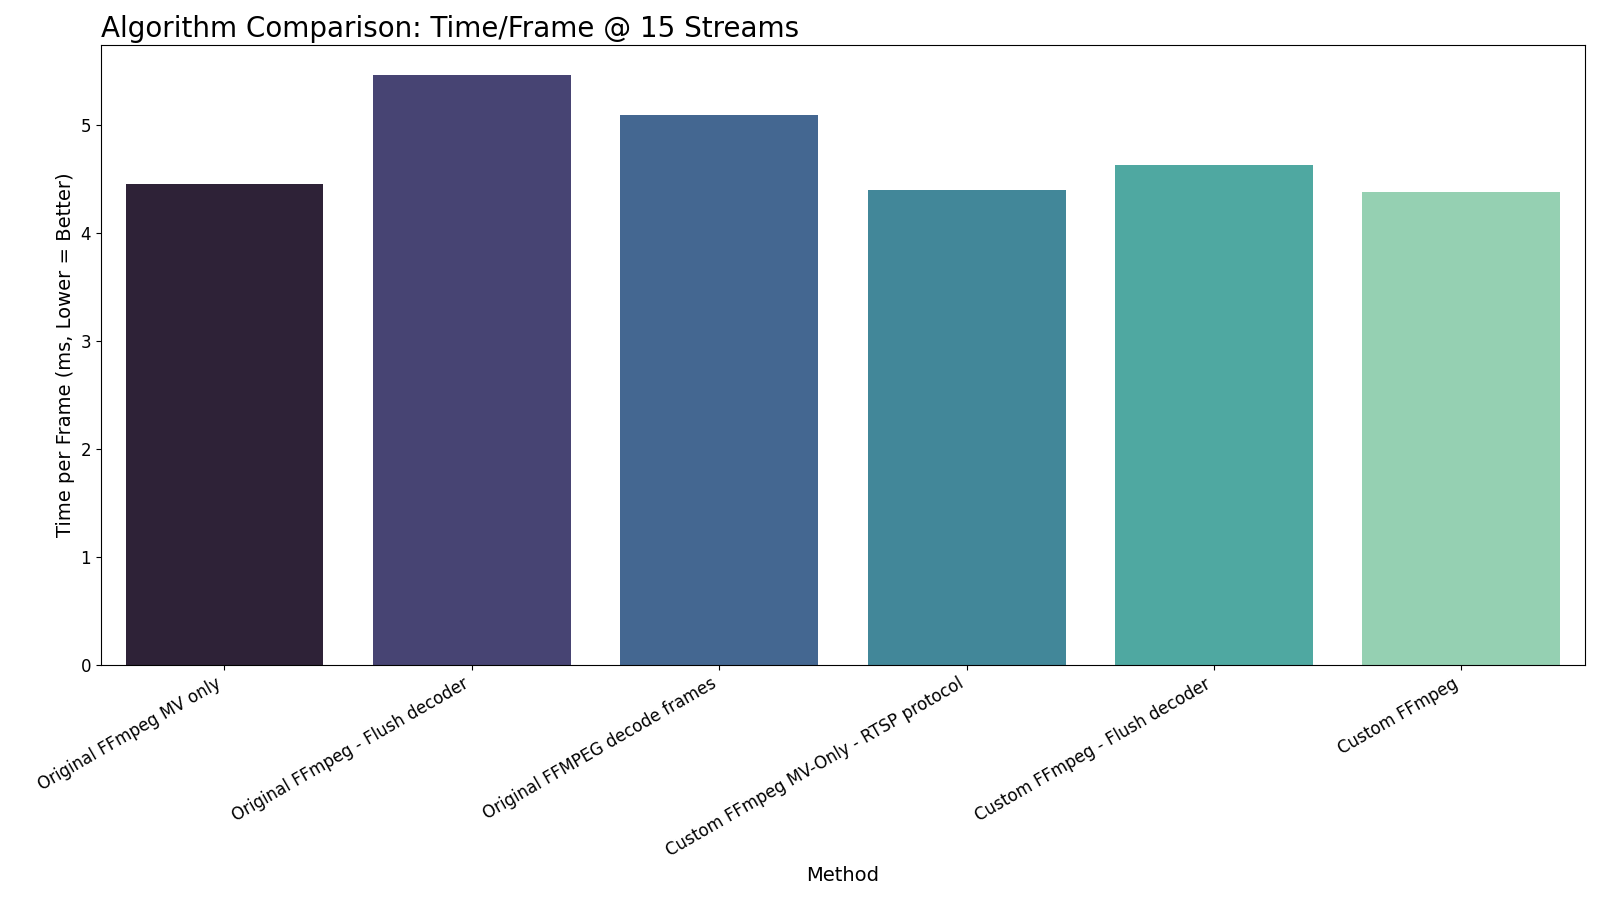 Algorithm Comparison: Time/Frame @ 15 Streams
Time per Frame (ms, Lower = Better)
5
4
3
2
1
0
Original FFmpeg MV only
Original FFmpeg - Flush decoder
Original FFMPEG decode frames
Custom FFmpeg MV-Only - RTSP protocol
Custom FFmpeg - Flush decoder
Custom FFmpeg
Method